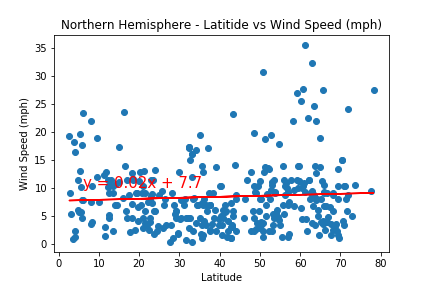 Northern Hemisphere - Latitide vs Wind Speed (mph)
35
30
25
20
15
10
5
0
Wind Speed (mph)
y = 0.02x + 7.7
0 10 20 30 40 50 60 70 80
Latitude